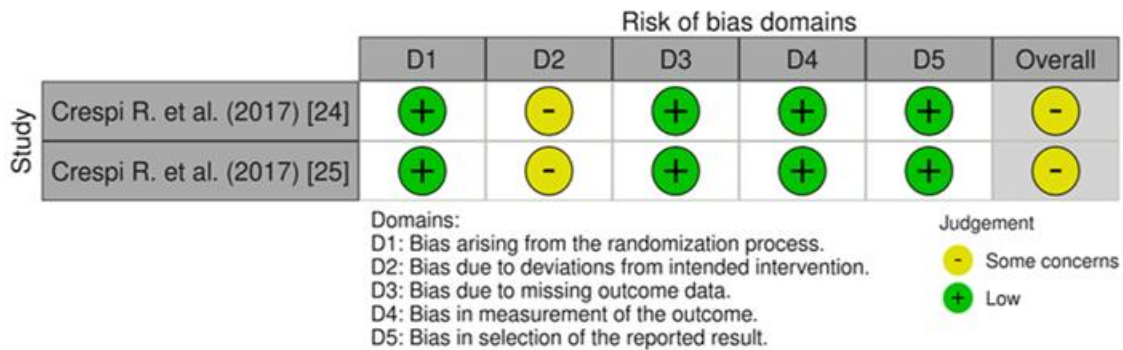 Risk of bias domains
D1 D2 D3 D4 D5 Overall
Study
Crespi R. et al. (2017) [24] + - + + + -
Crespi R. et al. (2017) [25] + - + + + -
Domains:
D1: Bias arising from the randomization process.
D2: Bias due to deviations from intended intervention.
D3: Bias due to missing outcome data.
D4: Bias in measurement of the outcome.
D5: Bias in selection of the reported result.
Judgement
- Some concerns
+ Low